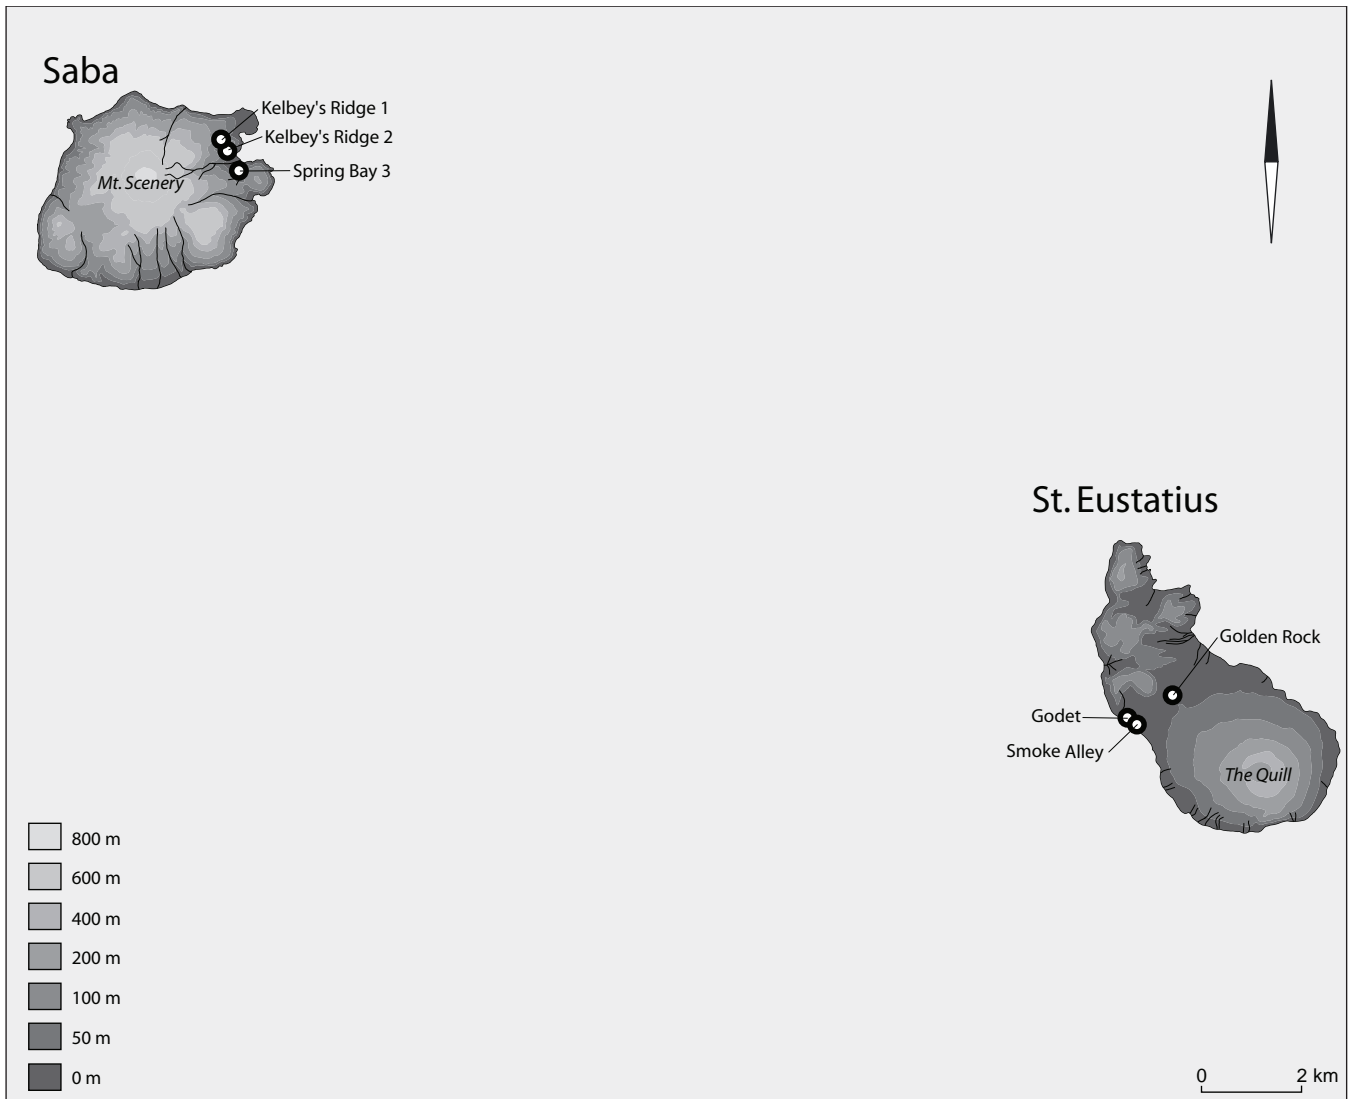 Saba
Kelbey's Ridge 1
Kelbey's Ridge 2
Spring Bay 3
Mt. Scenery
St. Eustatius
Golden Rock
Godet
Smoke Alley
The Quill
800 m
600 m
400 m
200 m
100 m
50 m
0 m
0 2 km